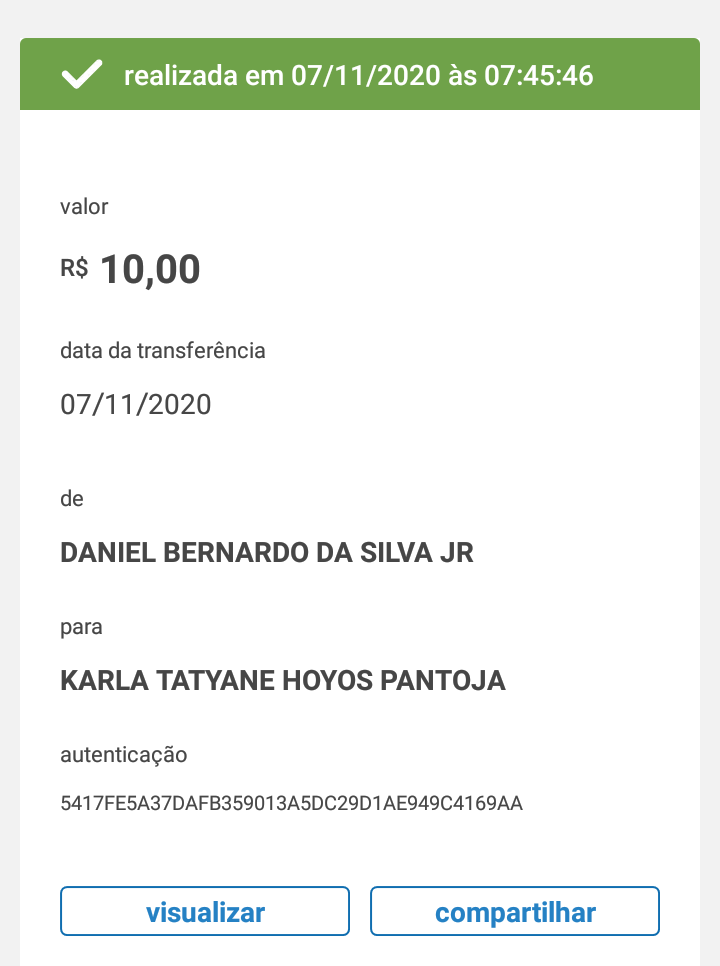 realizada em 07/11/2020 às 07:45:46
valor
R$ 10,00
data da transferência
07/11/2020
de
DANIEL BERNARDO DA SILVA JR
para
KARLA TATYANE HOYOS PANTOJA
autenticação
5417FE5A37DAFB359013A5DC29D1AE949C4169AA
visualizar compartilhar